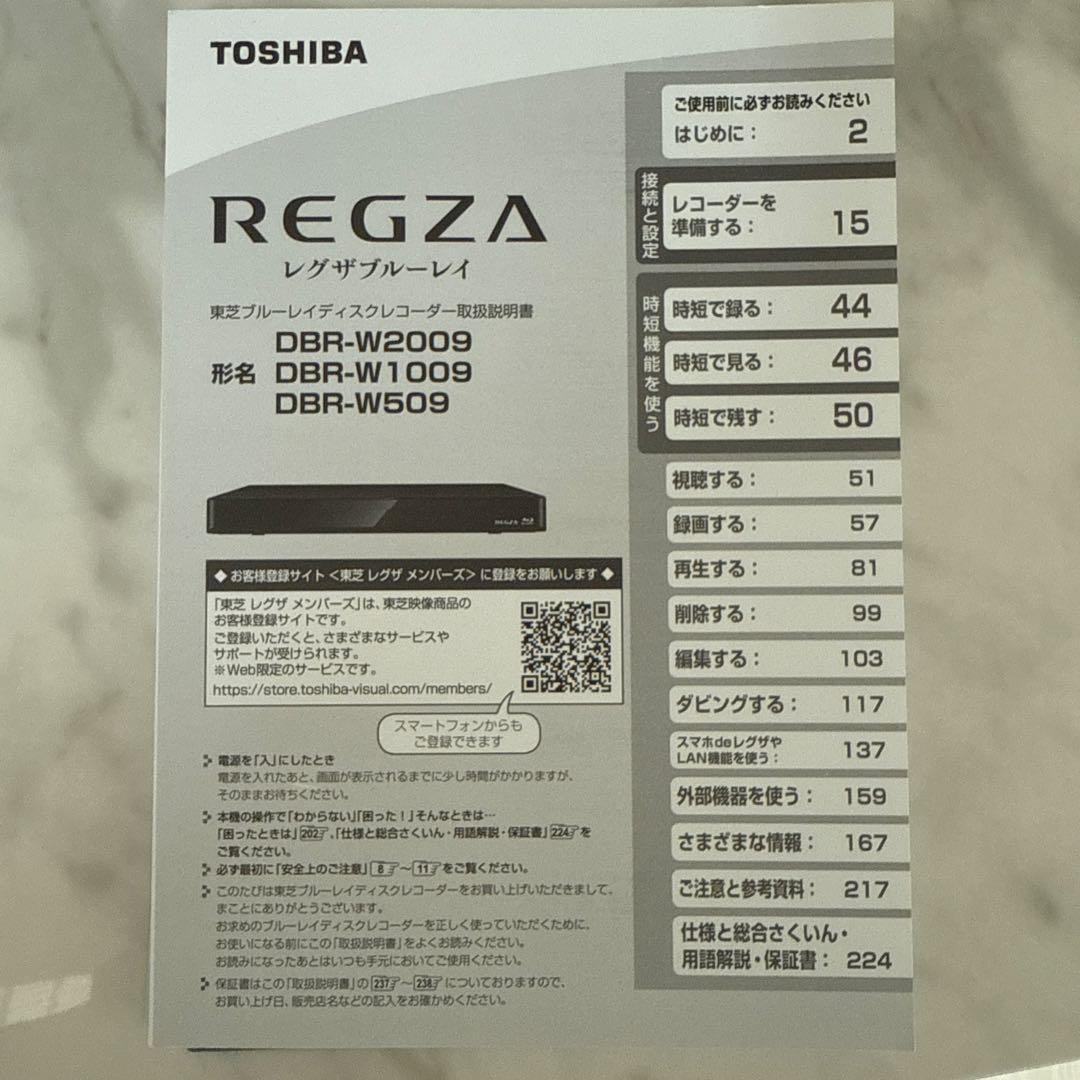 TOSHIBA
REGZA
レグザブルーレイ
東芝ブルーレイディスクレコーダー取扱説明書
形名
DBR-W2009
DBR-W1009
DBR-W509
REGZA
◆ お客様登録サイト <東芝 レグザ メンバーズ> に登録をお願いします ◆
「東芝 レグザ メンバーズ」は、東芝映像商品の
お客様登録サイトです。
ご登録いただくと、さまざまなサービスや
サポートが受けられます。
※Web限定のサービスです。
https://store.toshiba-visual.com/members/
スマートフォンからも
ご登録できます
電源を「入」にしたとき
電源を入れたあと、画面が表示されるまでに少し時間がかかりますが、
そのままお待ちください。
本機の操作で「わからない」「困った！」そんなときは…
「困ったときは」202、「仕様と総合さくいん・用語解説・保証書」224を
ご覧ください。
必ず最初に「安全上のご注意」8～11をご覧ください。
このたびは東芝ブルーレイディスクレコーダーをお買い上げいただきまして、
まことにありがとうございます。
お求めのブルーレイディスクレコーダーを正しく使っていただくために、
お使いになる前にこの「取扱説明書」をよくお読みください。
お読みになったあとはいつも手元においてご使用ください。
保証書はこの「取扱説明書」の237～238についておりますので、
お買い上げ日、販売店名などの記入をお確かめください。
ご使用前に必ずお読みください
はじめに： 2
接続と設定
レコーダーを
準備する： 15
時短機能を使う
時短で録る： 44
時短で見る： 46
時短で残す： 50
視聴する： 51
録画する： 57
再生する： 81
削除する： 99
編集する： 103
ダビングする： 117
スマホdeレグザや
LAN機能を使う： 137
外部機器を使う： 159
さまざまな情報： 167
ご注意と参考資料： 217
仕様と総合さくいん・
用語解説・保証書： 224